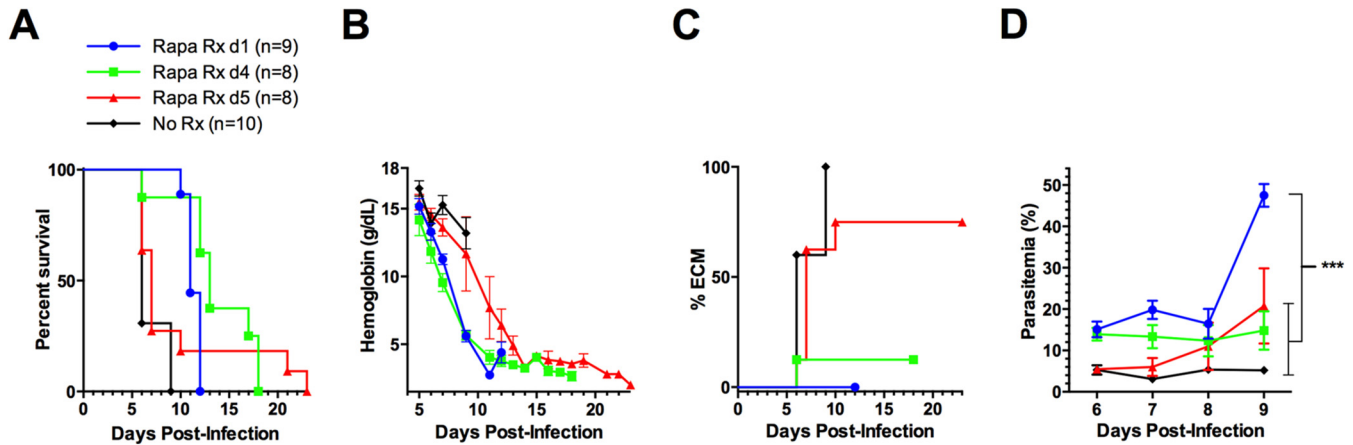 A
Rapa Rx d1 (n=9)
Rapa Rx d4 (n=8)
Rapa Rx d5 (n=8)
No Rx (n=10)
Percent survival
100
50
0
0 5 10 15 20
Days Post-Infection
B
Hemoglobin (g/dL)
18
15
10
5
5 10 15 20
Days Post-Infection
C
% ECM
100
50
0
0 5 10 15 20
Days Post-Infection
D
Parasitemia (%)
50
40
30
20
10
0
6 7 8 9
Days Post-Infection
***